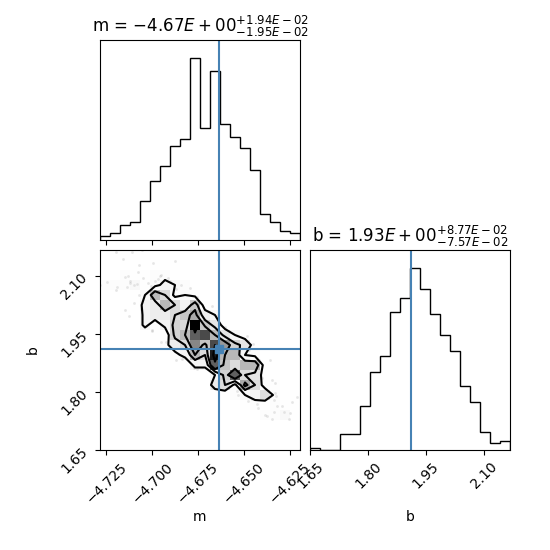 m = −4.67E + 00+1.94E − 02
−1.95E − 02
b = 1.93E + 00+8.77E − 02
−7.57E − 02
2.10
1.95
1.80
1.65
b
−4.725
−4.700
−4.675
−4.650
−4.625
m
1.65
1.80
1.95
2.10
b